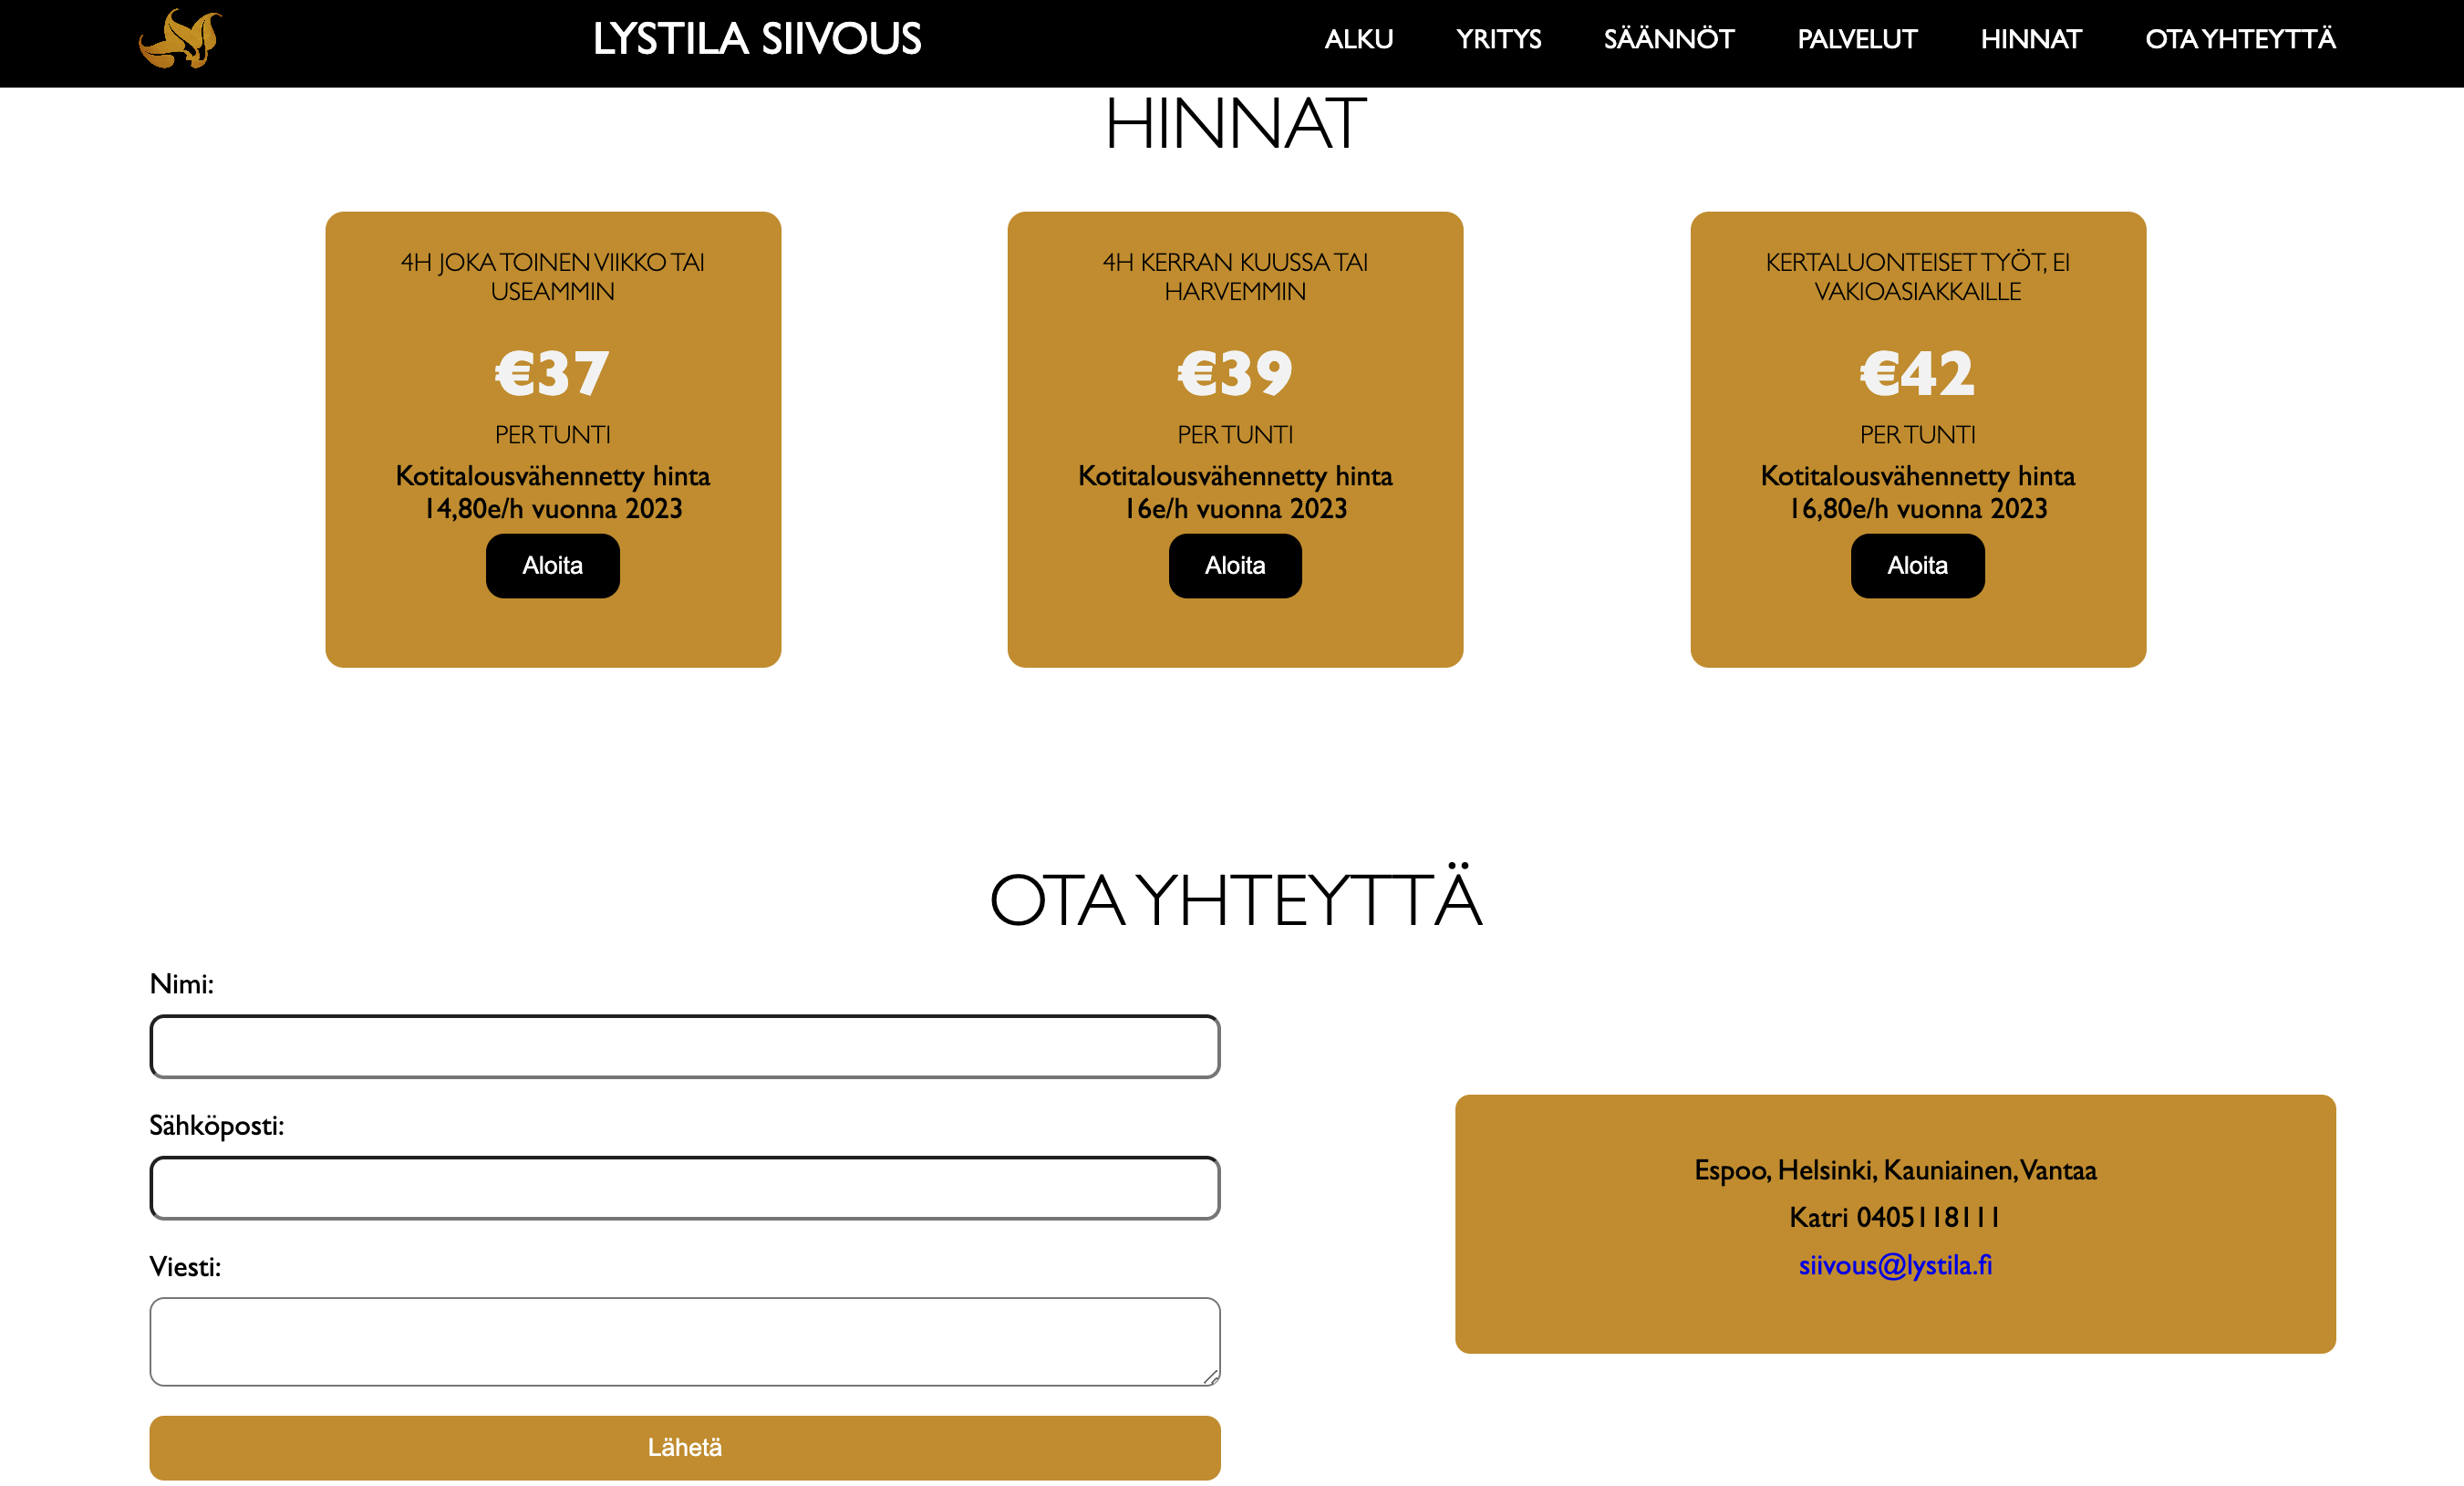 LYSTILA SIIVOUS
ALKU
YRITYS
SÄÄNNÖT
PALVELUT
HINNAT
OTA YHTEYTTÄ
HINNAT
4H JOKA TOINEN VIIKKO TAI
USEAMMIN
€37
PER TUNTI
Kotitalousvähennetty hinta
14,80e/h vuonna 2023
Aloita
4H KERRAN KUUSSA TAI
HARVEMMIN
€39
PER TUNTI
Kotitalousvähennetty hinta
16e/h vuonna 2023
Aloita
KERTALUONTEISET TYÖT, EI
VAKIOASIAKKAILLE
€42
PER TUNTI
Kotitalousvähennetty hinta
16,80e/h vuonna 2023
Aloita
OTA YHTEYTTÄ
Nimi:
Sähköposti:
Viesti:
Lähetä
Espoo, Helsinki, Kauniainen, Vantaa
Katri 0405118111
siivous@lystila.fi